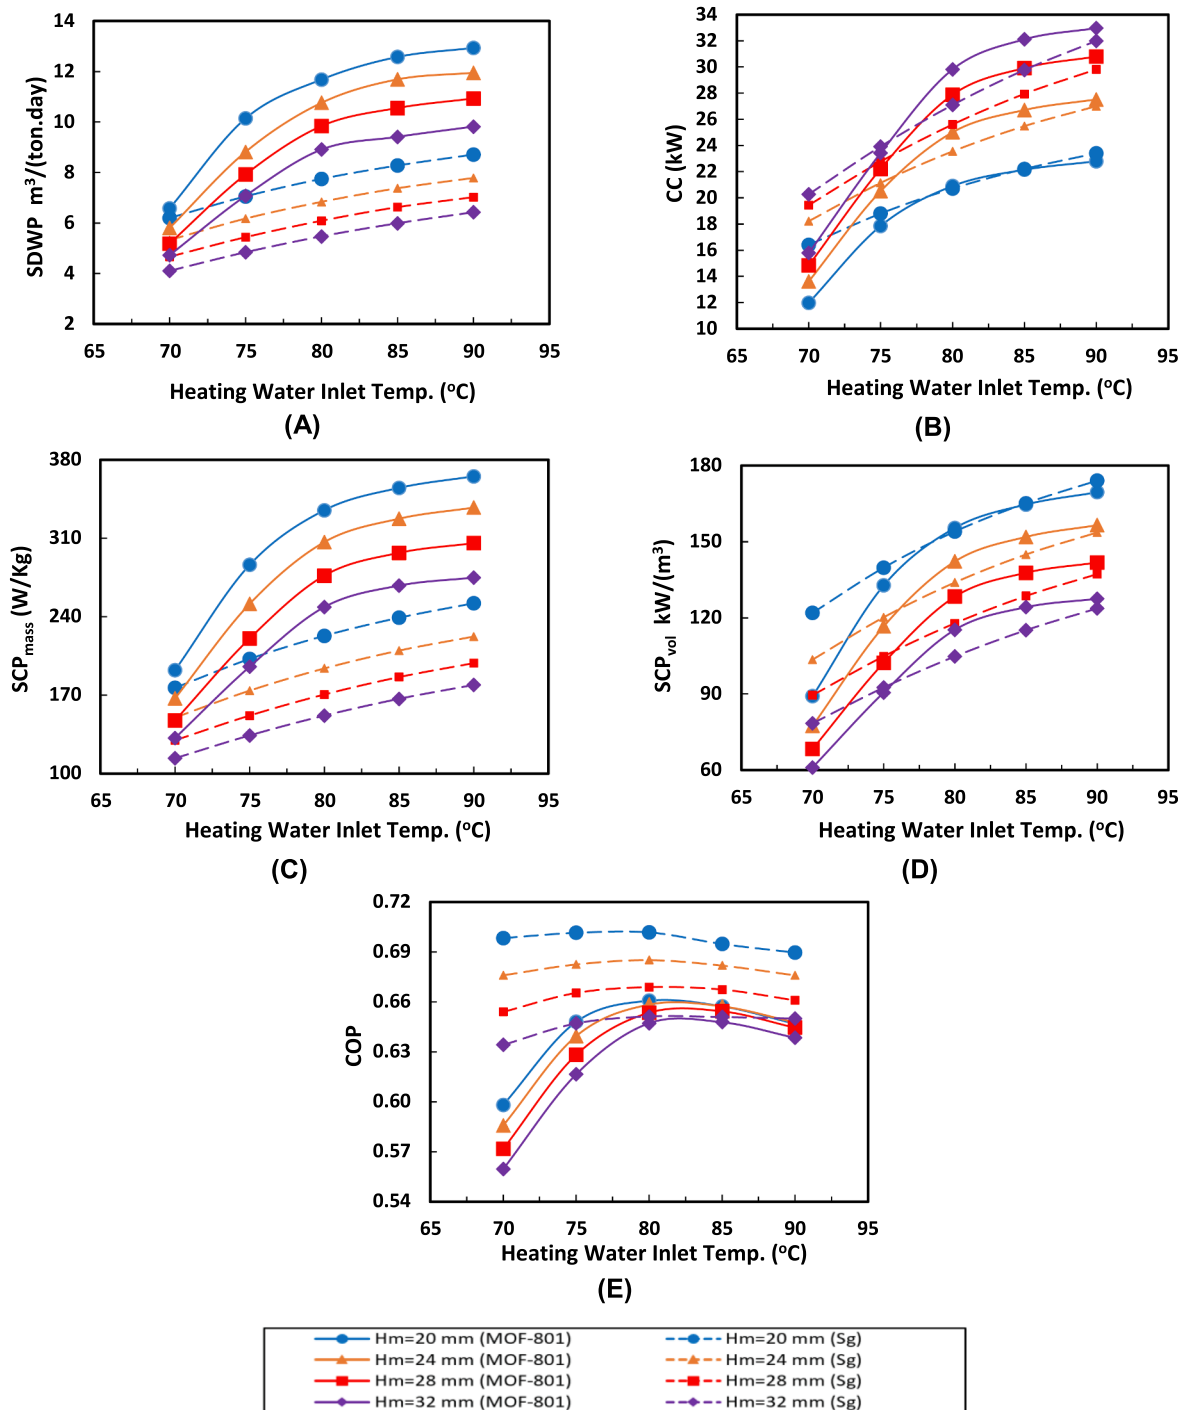 14
12
10
8
6
4
2
SDWP m³/(ton.day)
65 70 75 80 85 90 95
Heating Water Inlet Temp. (°C)
(A)
34
32
30
28
26
24
22
20
18
16
14
12
10
CC (kW)
65 70 75 80 85 90 95
Heating Water Inlet Temp. (°C)
(B)
380
310
240
170
100
SCPmass (W/Kg)
65 70 75 80 85 90 95
Heating Water Inlet Temp. (°C)
(C)
180
150
120
90
60
SCPvol kW/(m³)
65 70 75 80 85 90 95
Heating Water Inlet Temp. (°C)
(D)
0.72
0.69
0.66
0.63
0.60
0.57
0.54
COP
65 70 75 80 85 90 95
Heating Water Inlet Temp. (°C)
(E)
Hm=20 mm (MOF-801) Hm=20 mm (Sg)
Hm=24 mm (MOF-801) Hm=24 mm (Sg)
Hm=28 mm (MOF-801) Hm=28 mm (Sg)
Hm=32 mm (MOF-801) Hm=32 mm (Sg)